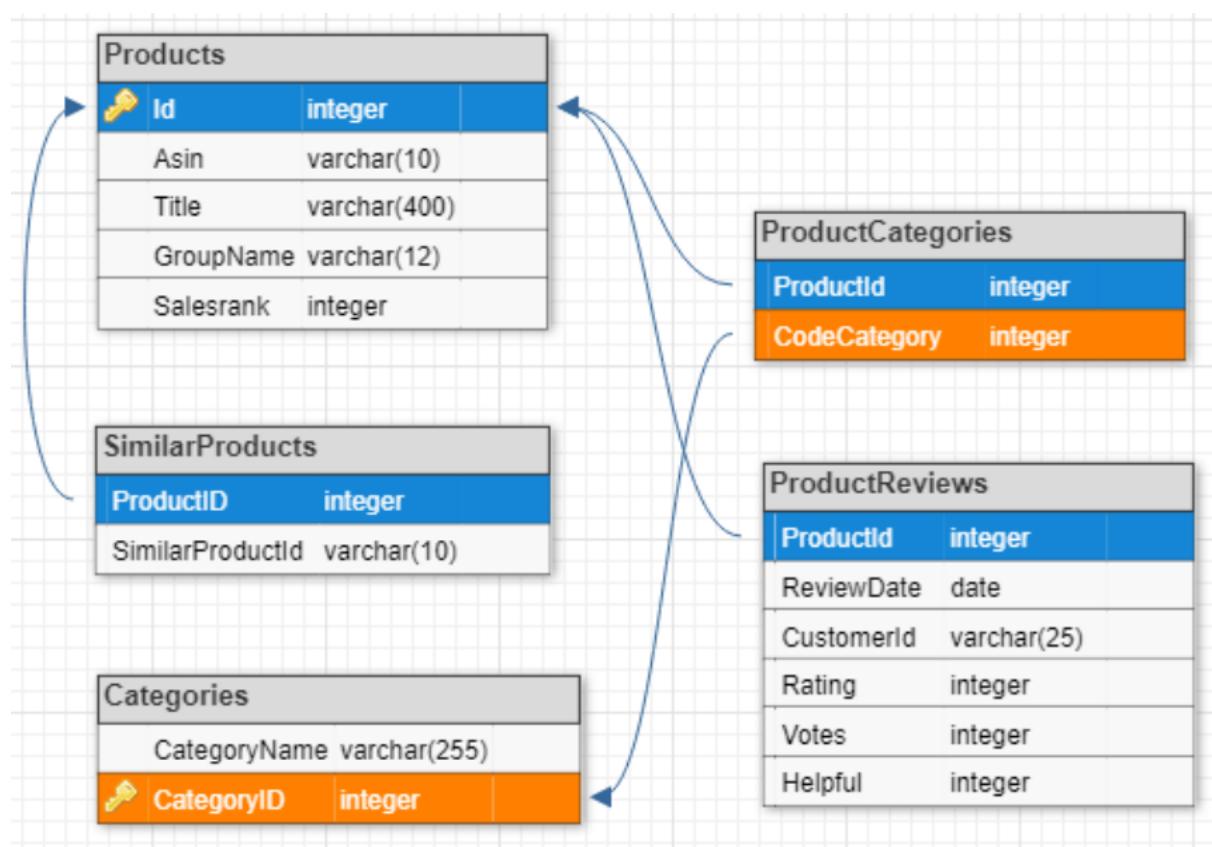 Products
Id integer
Asin varchar(10)
Title varchar(400)
GroupName varchar(12)
Salesrank integer
SimilarProducts
ProductID integer
SimilarProductId varchar(10)
Categories
CategoryName varchar(255)
CategoryID integer
ProductCategories
ProductId integer
CodeCategory integer
ProductReviews
ProductId integer
ReviewDate date
CustomerId varchar(25)
Rating integer
Votes integer
Helpful integer